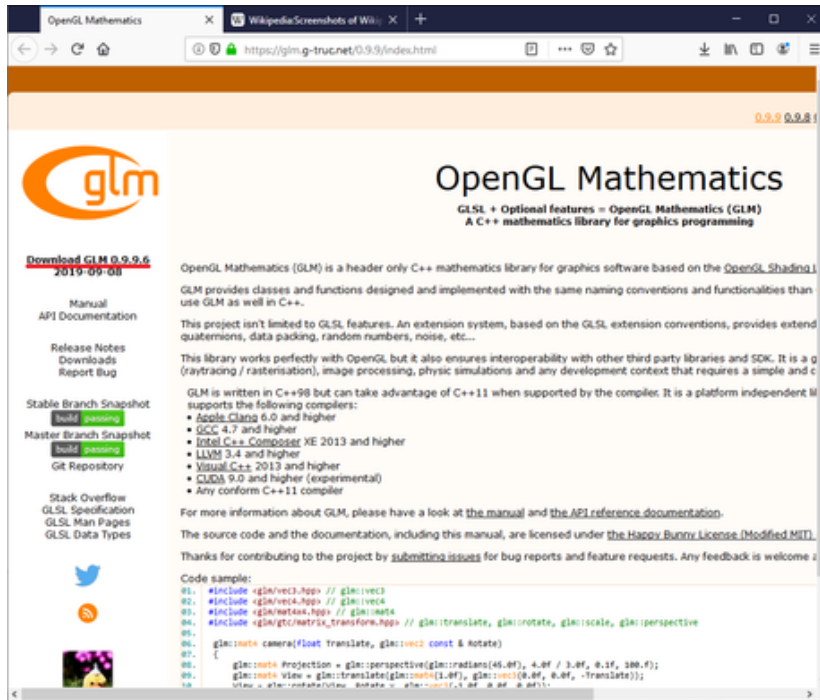 OpenGL Mathematics
Wikipedia:Screenshots of Wiki
https://glm.g-truc.net/0.9.9/index.html
0.9.9 0.9.8
glm
OpenGL Mathematics
GLSL + Optional features = OpenGL Mathematics (GLM)
A C++ mathematics library for graphics programming
Download GLM 0.9.9.6
2019-09-08
Manual
API Documentation
Release Notes
Downloads
Report Bug
Stable Branch Snapshot
build passing
Master Branch Snapshot
build passing
Git Repository
Stack Overflow
GLSL Specification
GLSL Man Pages
GLSL Data Types
OpenGL Mathematics (GLM) is a header only C++ mathematics library for graphics software based on the OpenGL Shading
GLM provides classes and functions designed and implemented with the same naming conventions and functionalities than
use GLM as well in C++.
This project isn't limited to GLSL features. An extension system, based on the GLSL extension conventions, provides extend
quaternions, data packing, random numbers, noise, etc...
This library works perfectly with OpenGL but it also ensures interoperability with other third party libraries and SDK. It is a g
(raytracing / rasterisation), image processing, physic simulations and any development context that requires a simple and c
GLM is written in C++98 but can take advantage of C++11 when supported by the compiler. It is a platform independent li
supports the following compilers:
• Apple Clang 6.0 and higher
• GCC 4.7 and higher
• Intel C++ Composer XE 2013 and higher
• LLVM 3.4 and higher
• Visual C++ 2013 and higher
• CUDA 9.0 and higher (experimental)
• Any conform C++11 compiler
For more information about GLM, please have a look at the manual and the API reference documentation.
The source code and the documentation, including this manual, are licensed under the Happy Bunny License (Modified MIT)
Thanks for contributing to the project by submitting issues for bug reports and feature requests. Any feedback is welcome a
Code sample:
01. #include <glm/vec3.hpp> // glm::vec3
02. #include <glm/vec4.hpp> // glm::vec4
03. #include <glm/mat4x4.hpp> // glm::mat4
04. #include <glm/gtc/matrix_transform.hpp> // glm::translate, glm::rotate, glm::scale, glm::perspective
05.
06. glm::mat4 camera(float Translate, glm::vec2 const & Rotate)
07. {
08. glm::mat4 Projection = glm::perspective(glm::radians(45.0f), 4.0f / 3.0f, 0.1f, 100.f);
09. glm::mat4 View = glm::translate(glm::mat4(1.0f), glm::vec3(0.0f, 0.0f, -Translate));
10. View = glm::rotate(View, Rotate.y, glm::vec3(-1.0f, 0.0f, 0.0f));